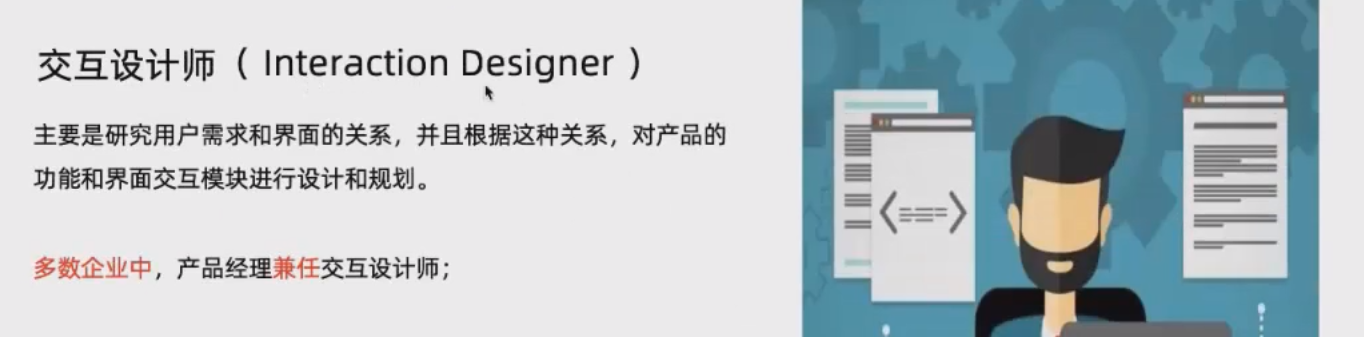 交互设计师（ Interaction Designer ）
主要是研究用户需求和界面的关系，并且根据这种关系，对产品的
功能和界面交互模块进行设计和规划。
多数企业中，产品经理兼任交互设计师；